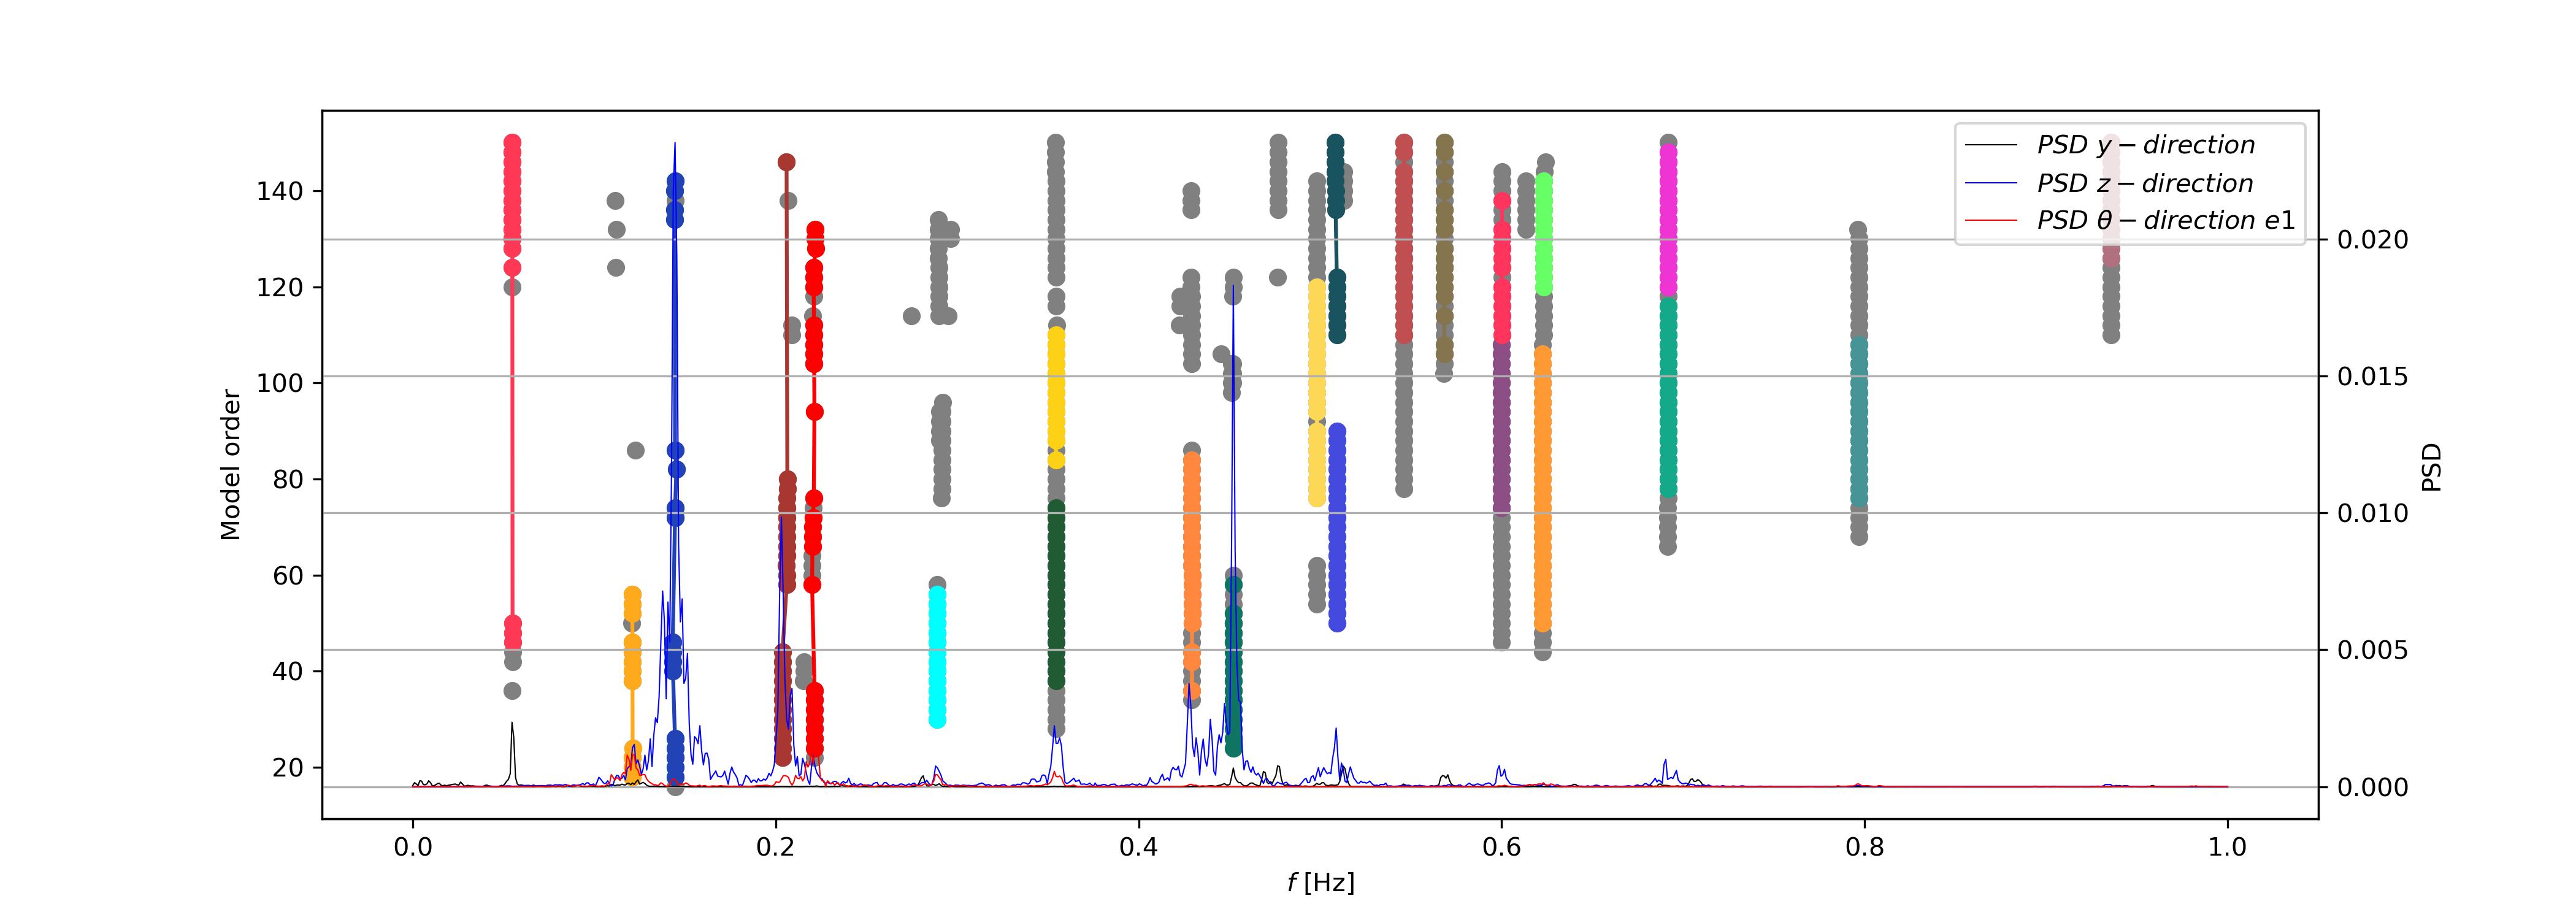 PSD y − direction
PSD z − direction
PSD θ − direction e1
140
120
100
80
60
40
20
0.020
0.015
0.010
0.005
0.000
Model order
PSD
0.0 0.2 0.4 0.6 0.8 1.0
f [Hz]